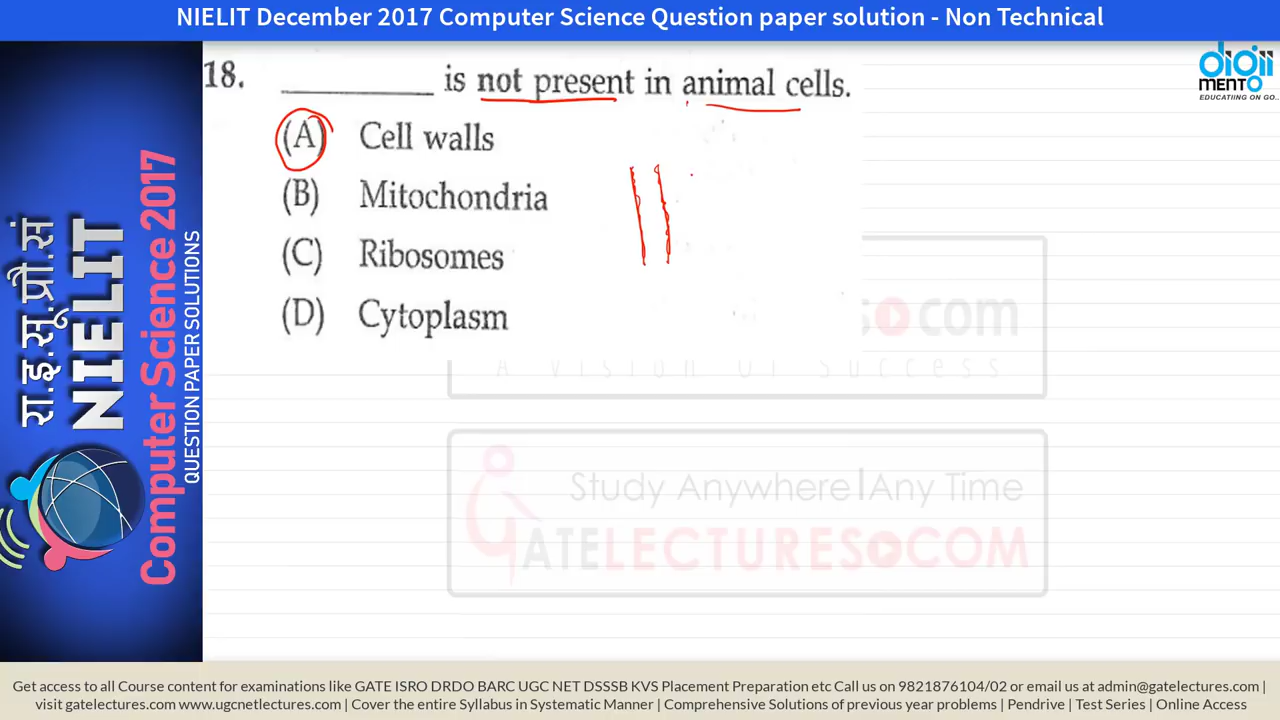 NIELIT December 2017 Computer Science Question paper solution - Non Technical
digii
mento
EDUCATIING ON GO..
रा.इ.सू.प्रौ.सं
NIELIT
Computer Science 2017
QUESTION PAPER SOLUTIONS
18. ________ is not present in animal cells.
(A) Cell walls
(B) Mitochondria
(C) Ribosomes
(D) Cytoplasm
com
A Vision Of Success
Study Anywhere Any Time
GATELECTURES.COM
Get access to all Course content for examinations like GATE ISRO DRDO BARC UGC NET DSSSB KVS Placement Preparation etc Call us on 9821876104/02 or email us at admin@gatelectures.com |
visit gatelectures.com www.ugcnetlectures.com | Cover the entire Syllabus in Systematic Manner | Comprehensive Solutions of previous year problems | Pendrive | Test Series | Online Access